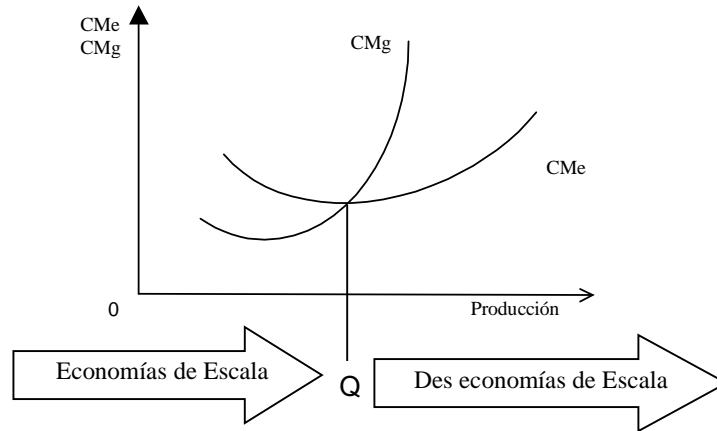 CMe
CMg
CMg
CMe
0
Producción
Economías de Escala
Q
Des economías de Escala